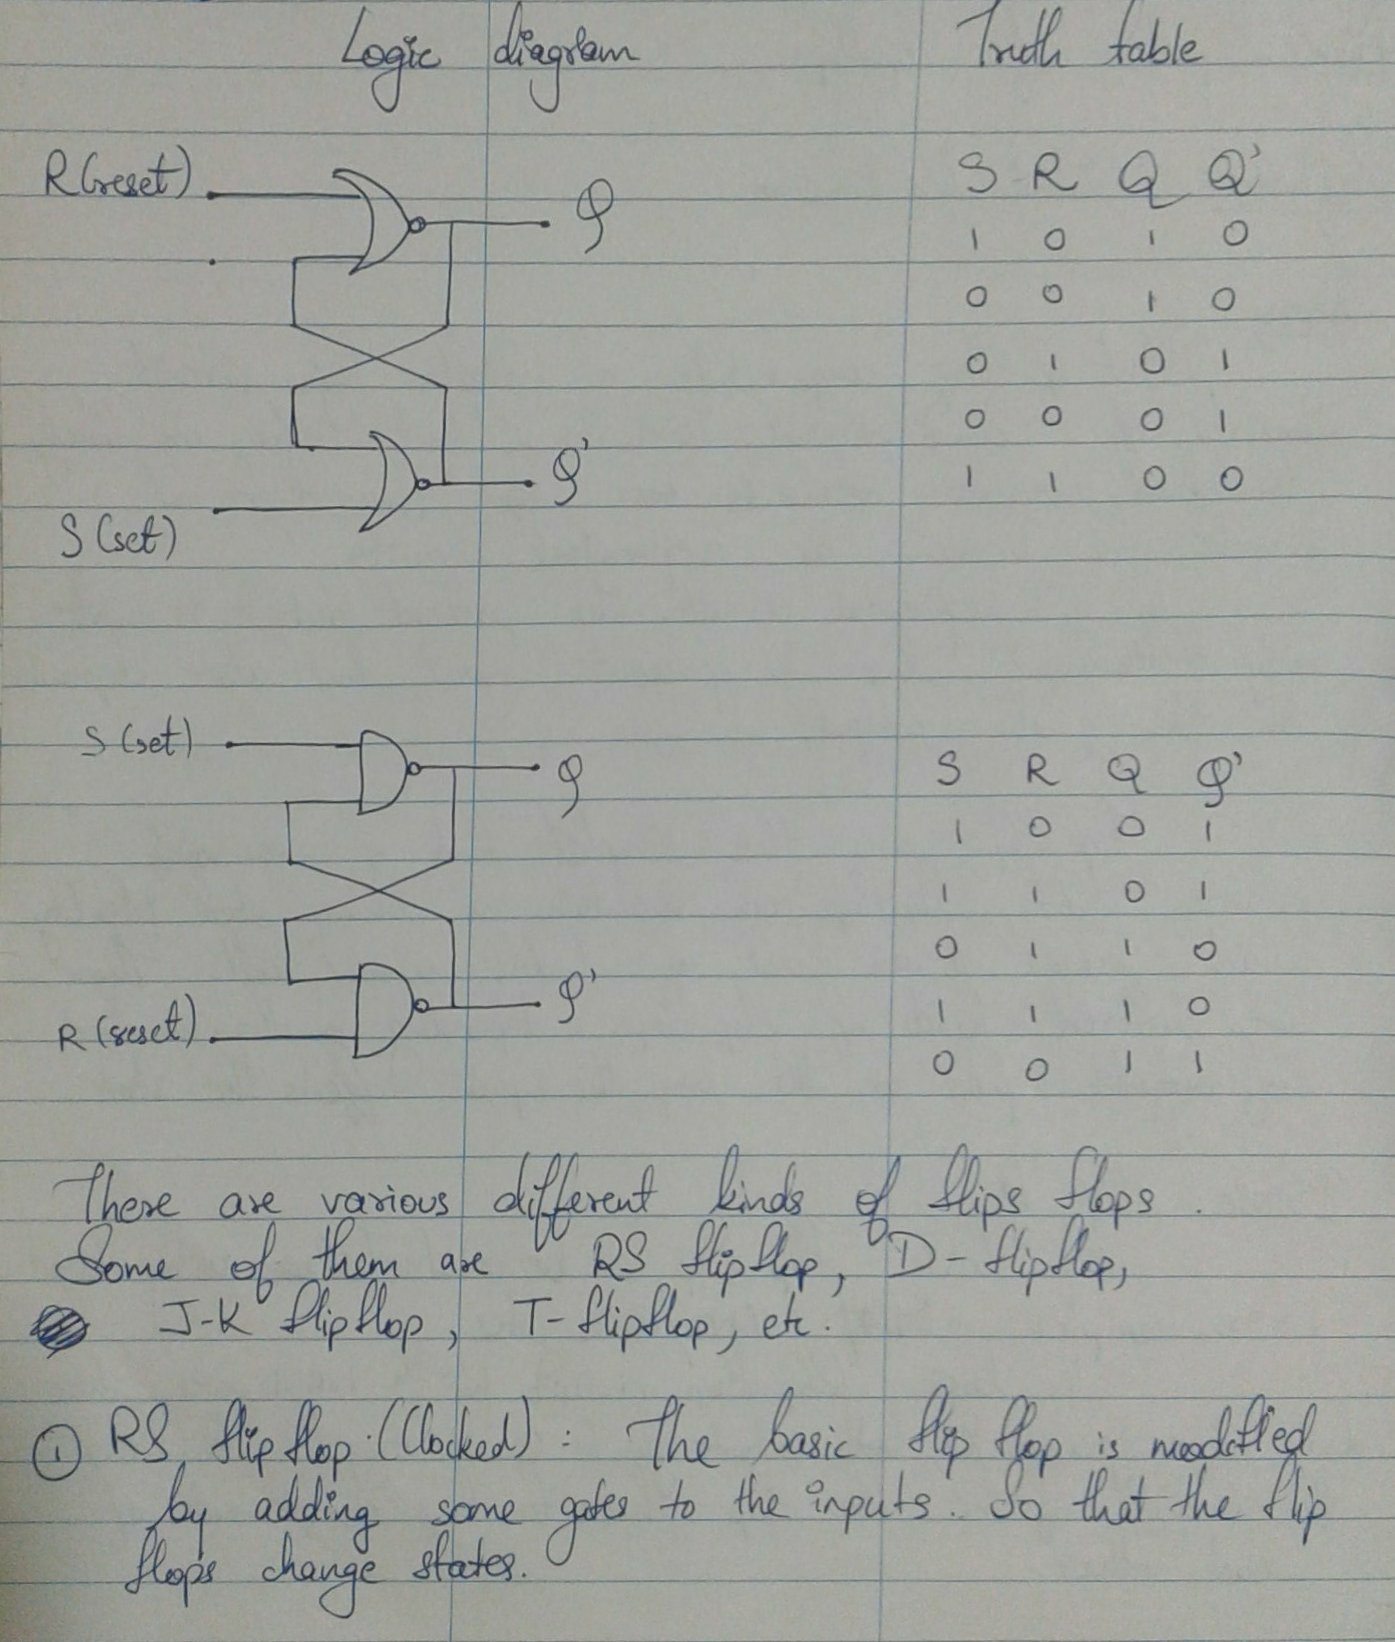 Logic diagram Truth table
R(reset) Q
Q'
S (set)
S R Q Q'
1 0 1 0
0 0 1 0
0 1 0 1
0 0 0 1
1 1 0 0
S (set) Q
Q'
R (reset)
S R Q Q'
1 0 0 1
1 1 0 1
0 1 1 0
1 1 1 0
0 0 1 1
There are various different kinds of flips flops.
Some of them are RS flipflop, D-flipflop,
J-K flipflop, T-flipflop, etc.
① RS flip flop. (Clocked) : The basic flip flop is moodified
by adding some gates to the inputs. So that the flip
flops change states.